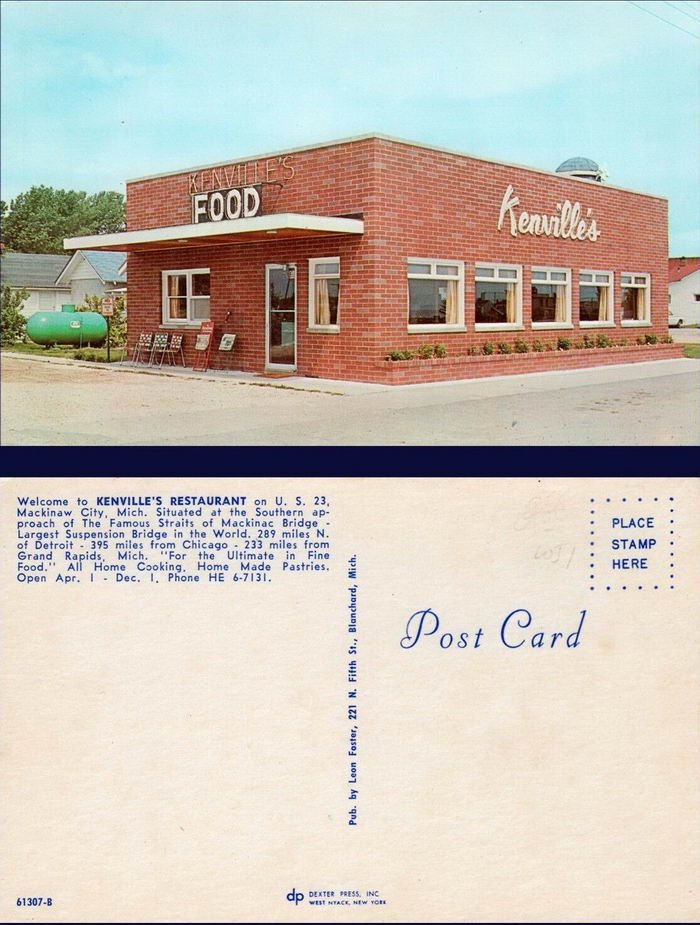 KENVILLE'S
FOOD
Kenville's
Welcome to KENVILLE'S RESTAURANT on U. S. 23,
Mackinaw City, Mich. Situated at the Southern ap-
proach of The Famous Straits of Mackinac Bridge -
Largest Suspension Bridge in the World. 289 miles N.
of Detroit - 395 miles from Chicago - 233 miles from
Grand Rapids, Mich. "For the Ultimate in Fine
Food." All Home Cooking. Home Made Pastries.
Open Apr. 1 - Dec. 1, Phone HE 6-7131.
PLACE
STAMP
HERE
Post Card
Pub. by Leon Foster, 221 N. Fifth St., Blanchard, Mich.
61307-B
dp DEXTER PRESS, INC
WEST NYACK, NEW YORK